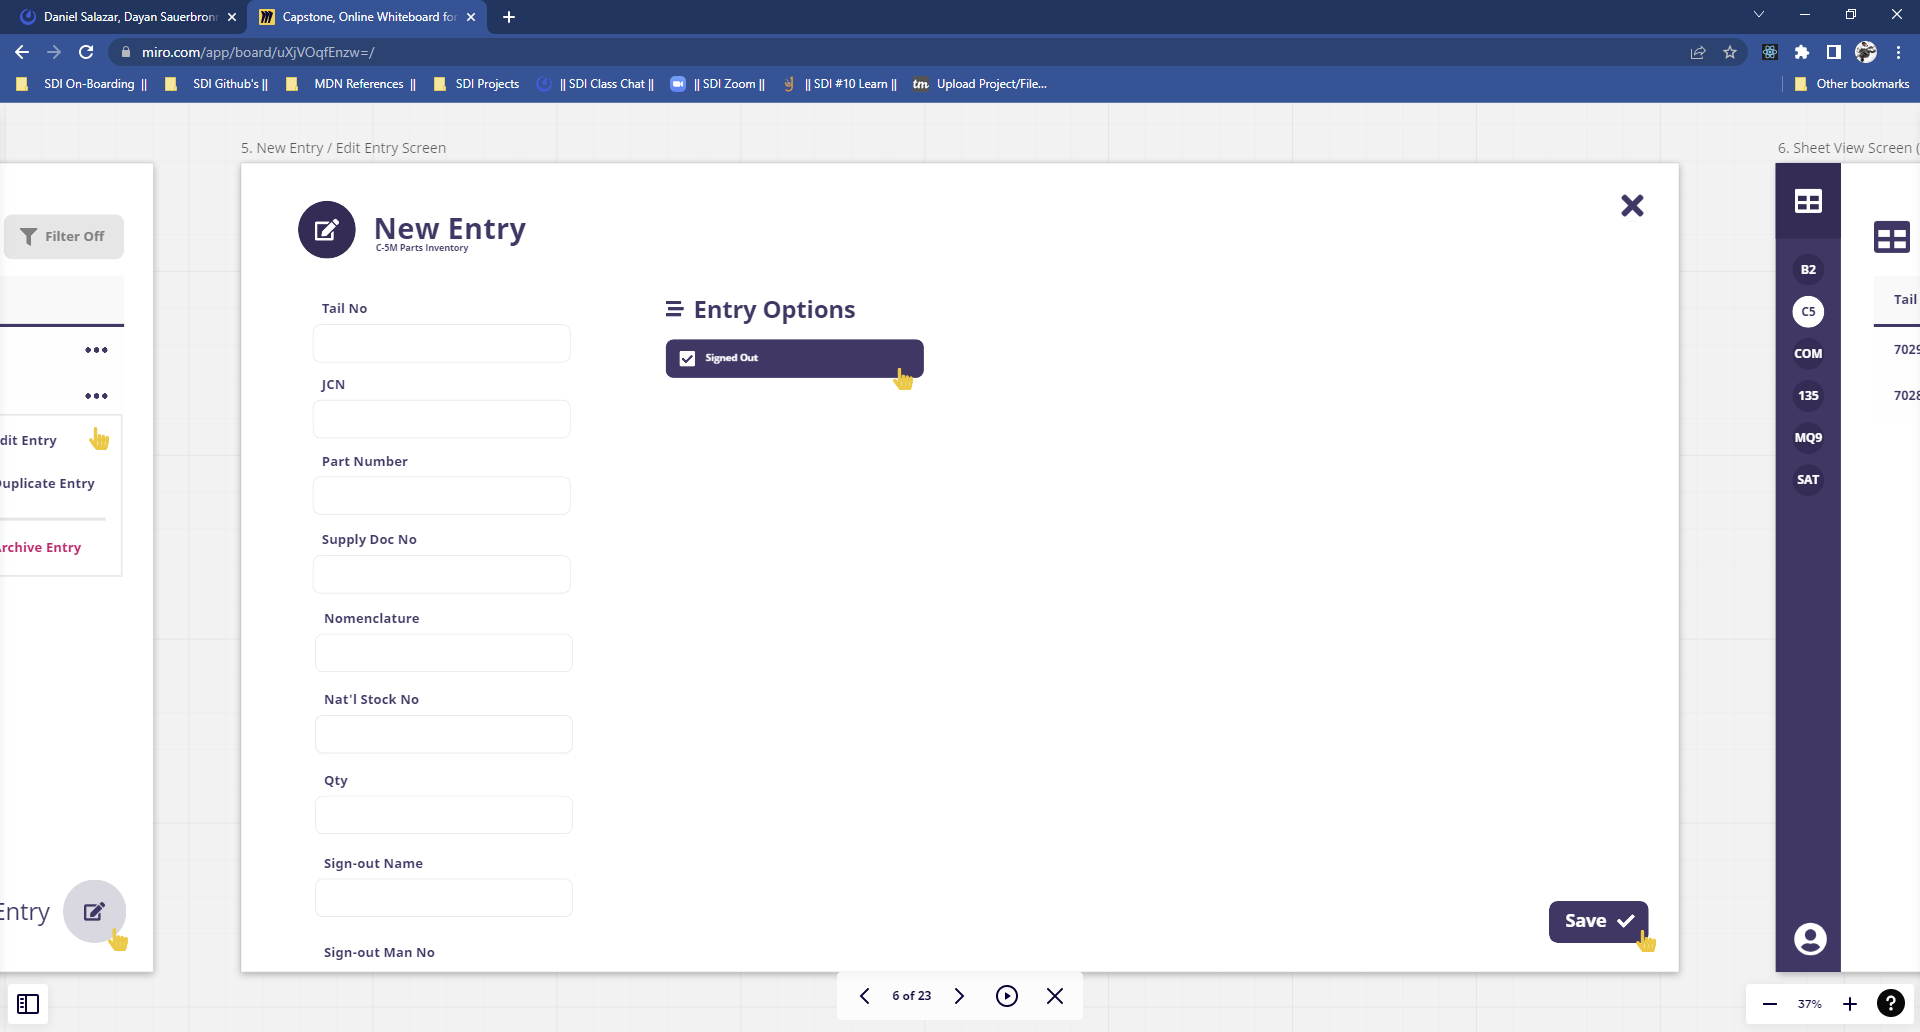 Daniel Salazar, Dayan Sauerbronn
Capstone, Online Whiteboard for
miro.com/app/board/uXjVOqfEnzw=/
SDI On-Boarding ||
SDI Github's ||
MDN References ||
SDI Projects
|| SDI Class Chat ||
|| SDI Zoom ||
|| SDI #10 Learn ||
tm Upload Project/File...
Other bookmarks
5. New Entry / Edit Entry Screen
6. Sheet View Screen (
Filter Off
dit Entry
uplicate Entry
rchive Entry
Entry
New Entry
C-5M Parts Inventory
Tail No
JCN
Part Number
Supply Doc No
Nomenclature
Nat'l Stock No
Qty
Sign-out Name
Sign-out Man No
Entry Options
Signed Out
Save
B2
C5
COM
135
MQ9
SAT
Tail
7029
7028
6 of 23
37%
?